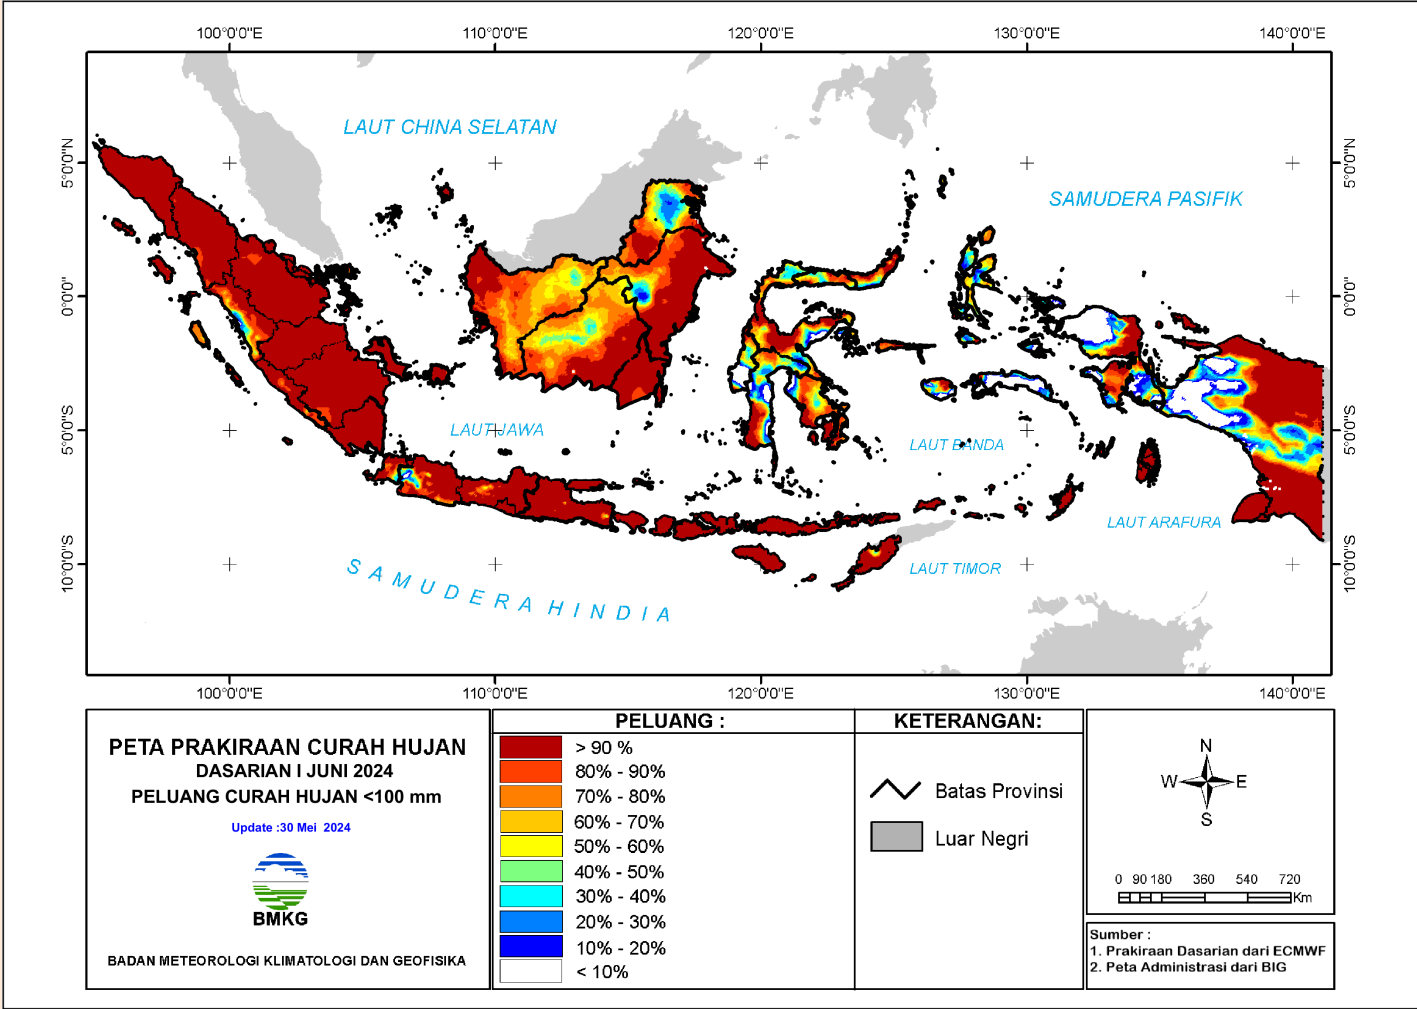 100°0'0"E 110°0'0"E 120°0'0"E 130°0'0"E 140°0'0"E
5°0'0"N
0°0'0"
5°0'0"S
10°0'0"S
LAUT CHINA SELATAN
SAMUDERA PASIFIK
LAUT JAWA
LAUT BANDA
LAUT ARAFURA
LAUT TIMOR
SAMUDERA HINDIA
5°0'0"N
0°0'0"
5°0'0"S
10°0'0"S
100°0'0"E 110°0'0"E 120°0'0"E 130°0'0"E 140°0'0"E
PETA PRAKIRAAN CURAH HUJAN
DASARIAN I JUNI 2024
PELUANG CURAH HUJAN <100 mm
Update :30 Mei 2024
BMKG
BADAN METEOROLOGI KLIMATOLOGI DAN GEOFISIKA
PELUANG :
> 90 %
80% - 90%
70% - 80%
60% - 70%
50% - 60%
40% - 50%
30% - 40%
20% - 30%
10% - 20%
< 10%
KETERANGAN:
Batas Provinsi
Luar Negri
N
W E
S
0 90 180 360 540 720
Km
Sumber :
1. Prakiraan Dasarian dari ECMWF
2. Peta Administrasi dari BIG